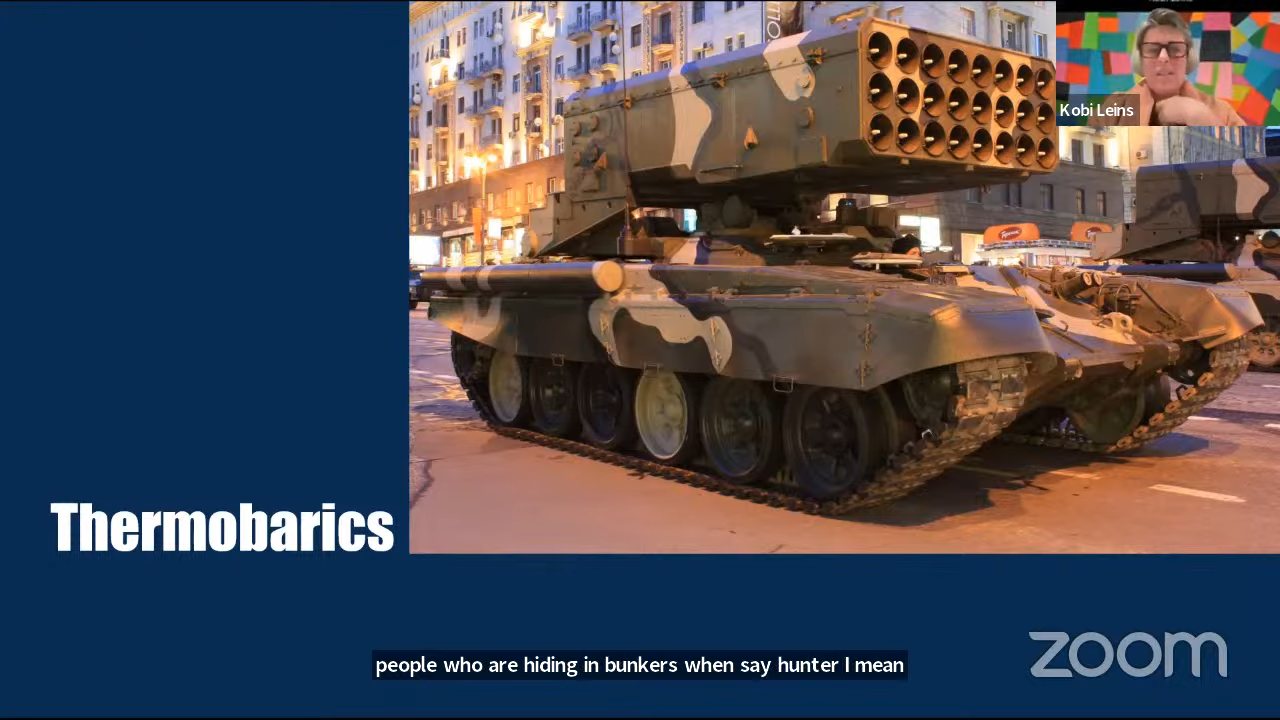 Kobi Leins
Thermobarics
people who are hiding in bunkers when say hunter I mean
zoom